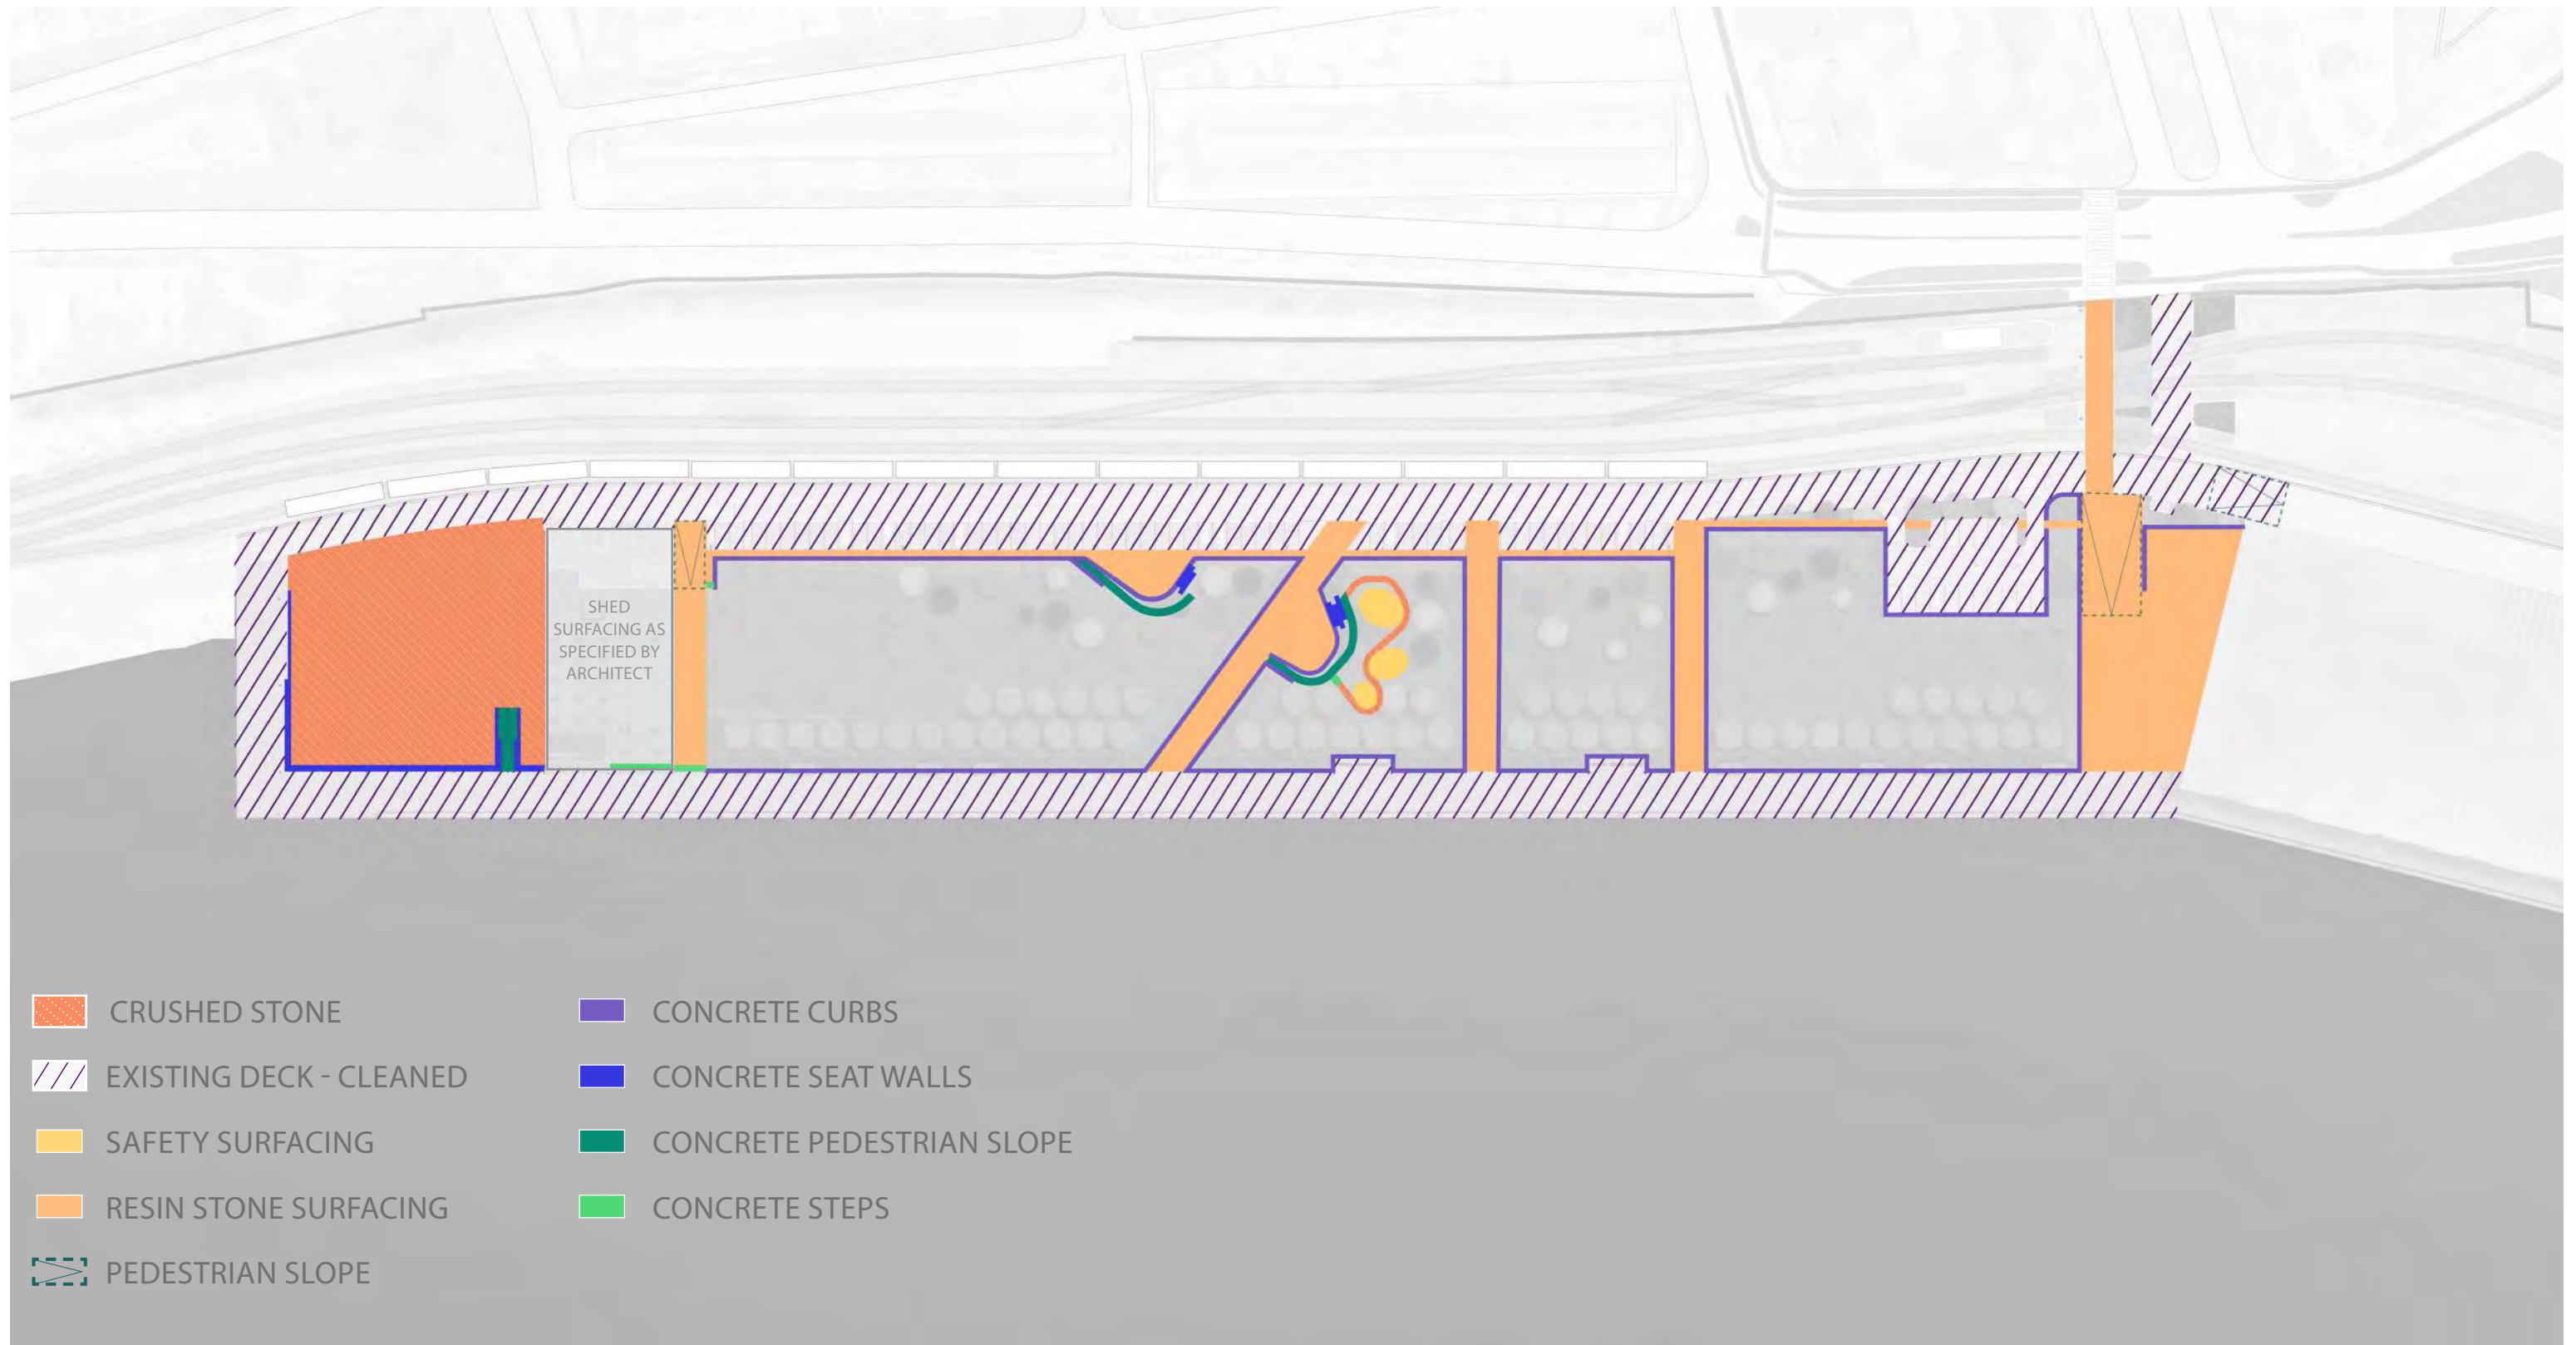 SHED
SURFACING AS
SPECIFIED BY
ARCHITECT
CRUSHED STONE
EXISTING DECK - CLEANED
SAFETY SURFACING
RESIN STONE SURFACING
PEDESTRIAN SLOPE
CONCRETE CURBS
CONCRETE SEAT WALLS
CONCRETE PEDESTRIAN SLOPE
CONCRETE STEPS